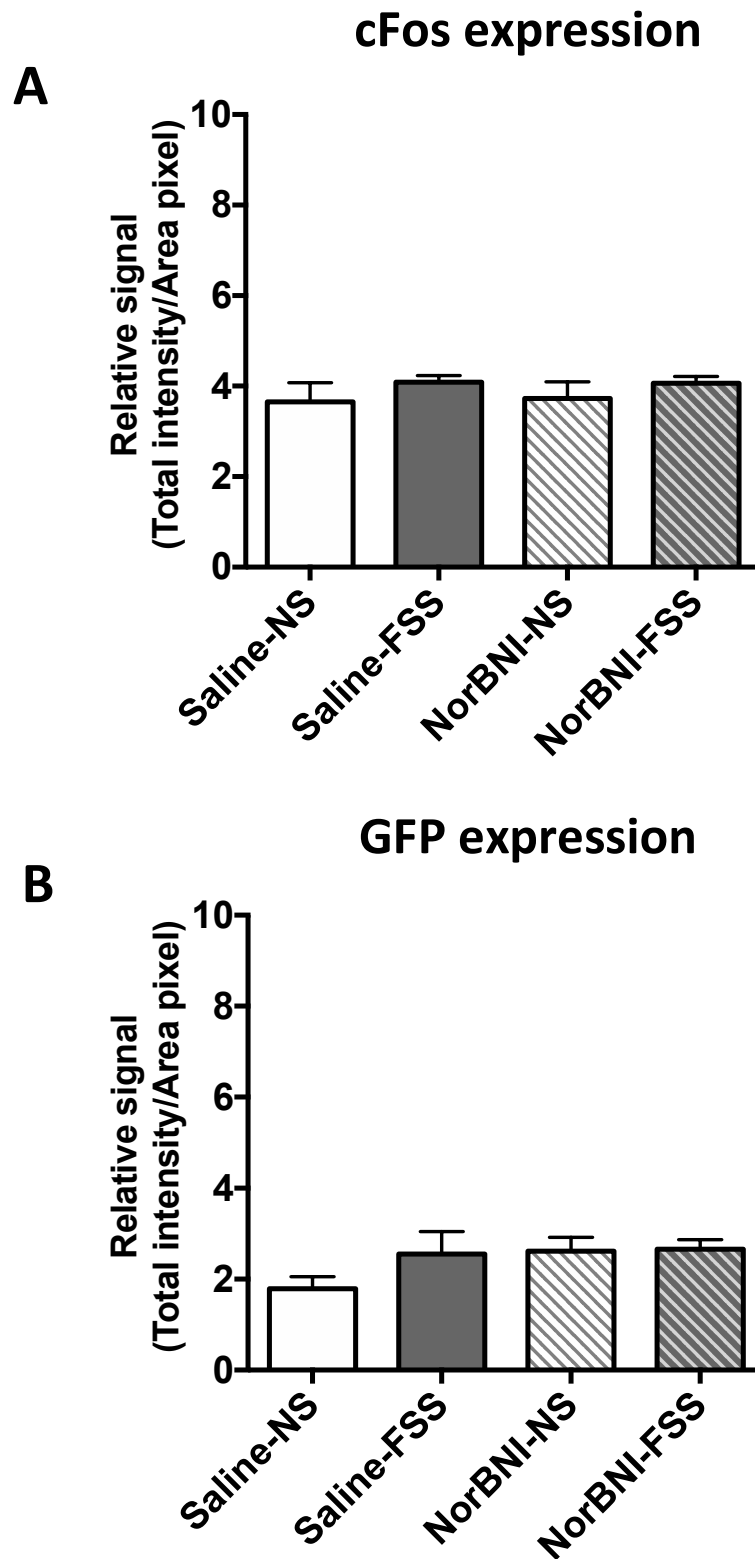 cFos expression
A
Relative signal
(Total intensity/Area pixel)
10
8
6
4
2
0
Saline-NS
Saline-FSS
NorBNI-NS
NorBNI-FSS
GFP expression
B
Relative signal
(Total intensity/Area pixel)
10
8
6
4
2
0
Saline-NS
Saline-FSS
NorBNI-NS
NorBNI-FSS